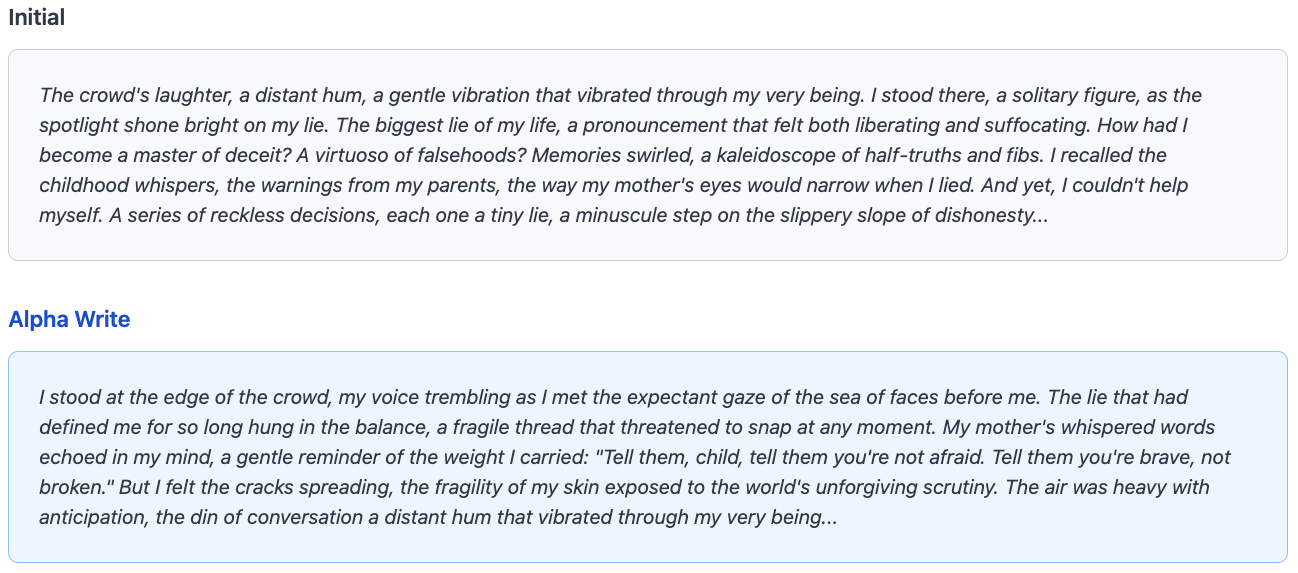 Initial
The crowd's laughter, a distant hum, a gentle vibration that vibrated through my very being. I stood there, a solitary figure, as the
spotlight shone bright on my lie. The biggest lie of my life, a pronouncement that felt both liberating and suffocating. How had I
become a master of deceit? A virtuoso of falsehoods? Memories swirled, a kaleidoscope of half-truths and fibs. I recalled the
childhood whispers, the warnings from my parents, the way my mother's eyes would narrow when I lied. And yet, I couldn't help
myself. A series of reckless decisions, each one a tiny lie, a minuscule step on the slippery slope of dishonesty...
Alpha Write
I stood at the edge of the crowd, my voice trembling as I met the expectant gaze of the sea of faces before me. The lie that had
defined me for so long hung in the balance, a fragile thread that threatened to snap at any moment. My mother's whispered words
echoed in my mind, a gentle reminder of the weight I carried: "Tell them, child, tell them you're not afraid. Tell them you're brave, not
broken." But I felt the cracks spreading, the fragility of my skin exposed to the world's unforgiving scrutiny. The air was heavy with
anticipation, the din of conversation a distant hum that vibrated through my very being...